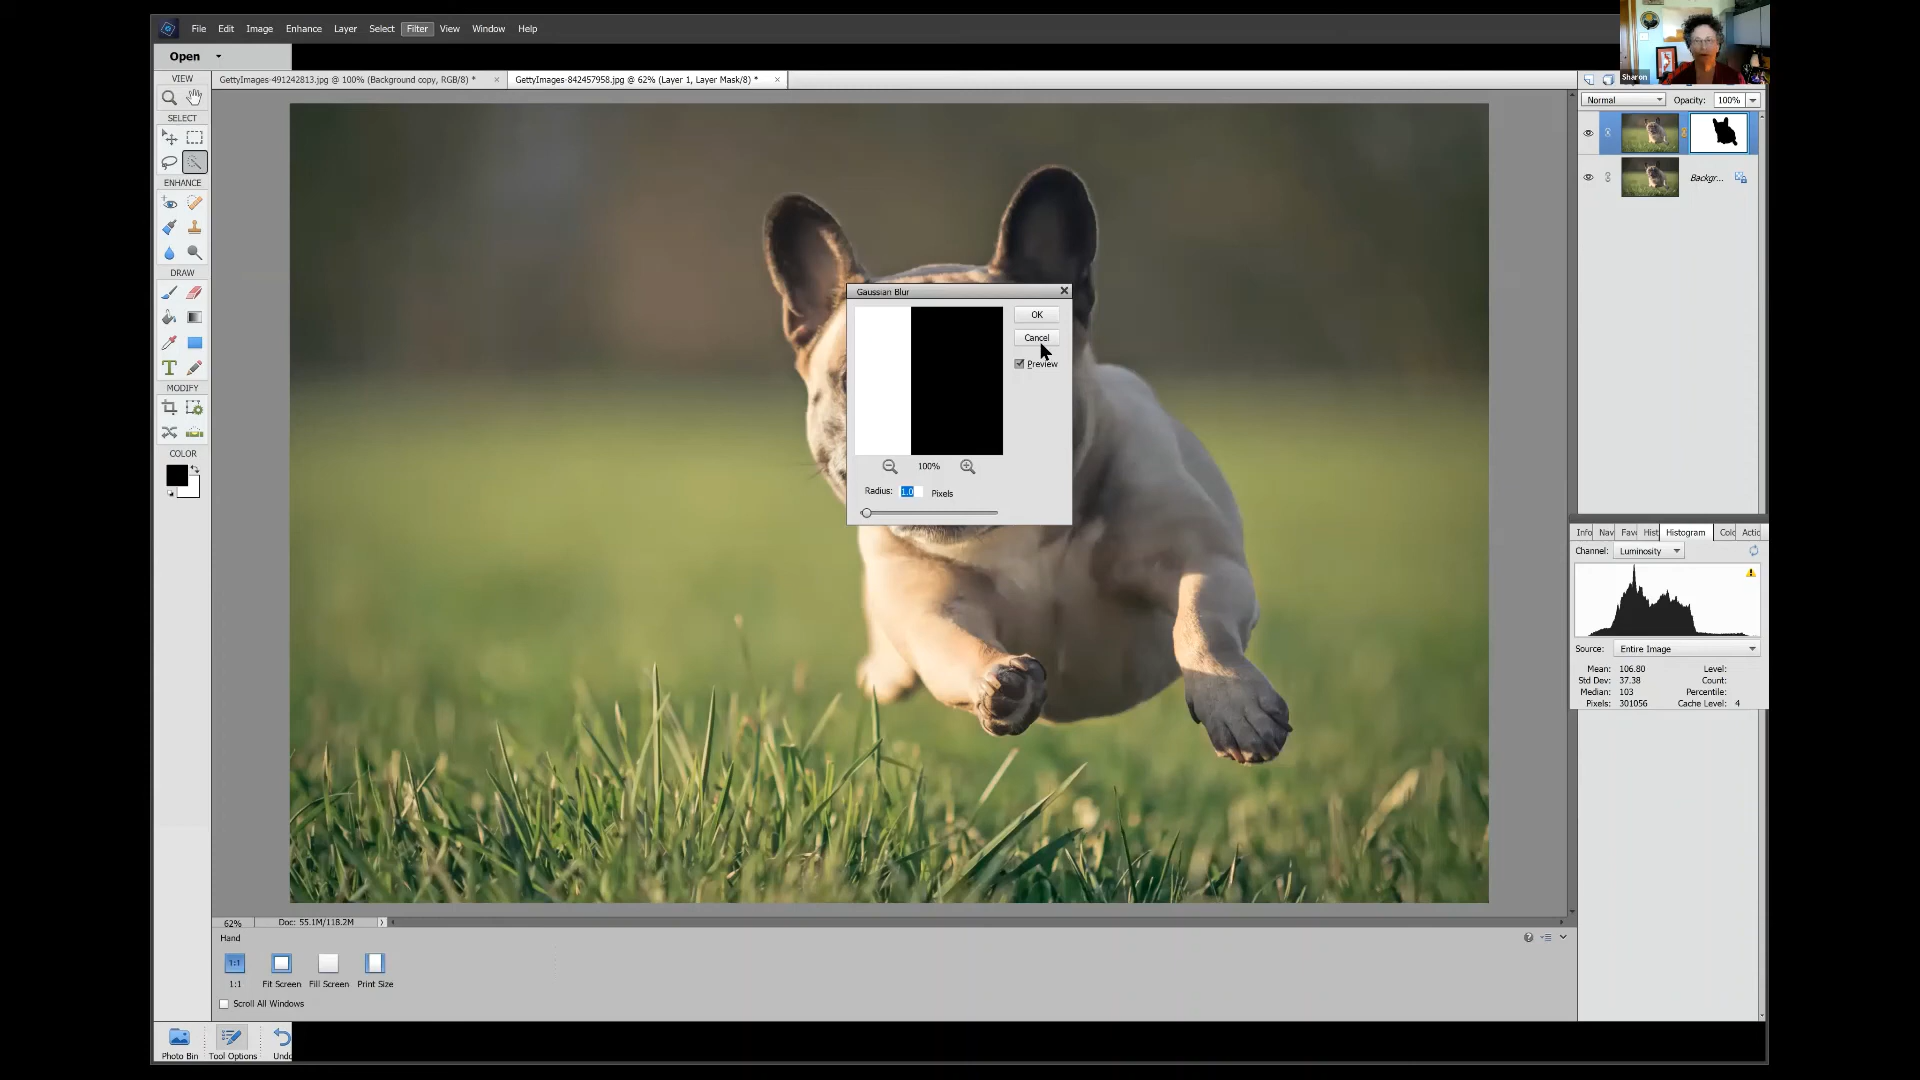 File Edit Image Enhance Layer Select Filter View Window Help
Sharon
Open
GettyImages-491242813.jpg @ 100% (Background copy, RGB/8) *
GettyImages-842457958.jpg @ 62% (Layer 1, Layer Mask/8) *
VIEW
SELECT
ENHANCE
DRAW
MODIFY
COLOR
Normal
Opacity: 100%
Backgr...
Gaussian Blur
OK
Cancel
Preview
100%
Radius: 1.0 Pixels
Info Nav Fav Hist Histogram Colo Actic
Channel: Luminosity
Source: Entire Image
Mean: 106.80 Level:
Std Dev: 37.38 Count:
Median: 103 Percentile:
Pixels: 301056 Cache Level: 4
62% Doc: 55.1M/118.2M
Hand
1:1
1:1 Fit Screen Fill Screen Print Size
Scroll All Windows
Photo Bin Tool Options Undo